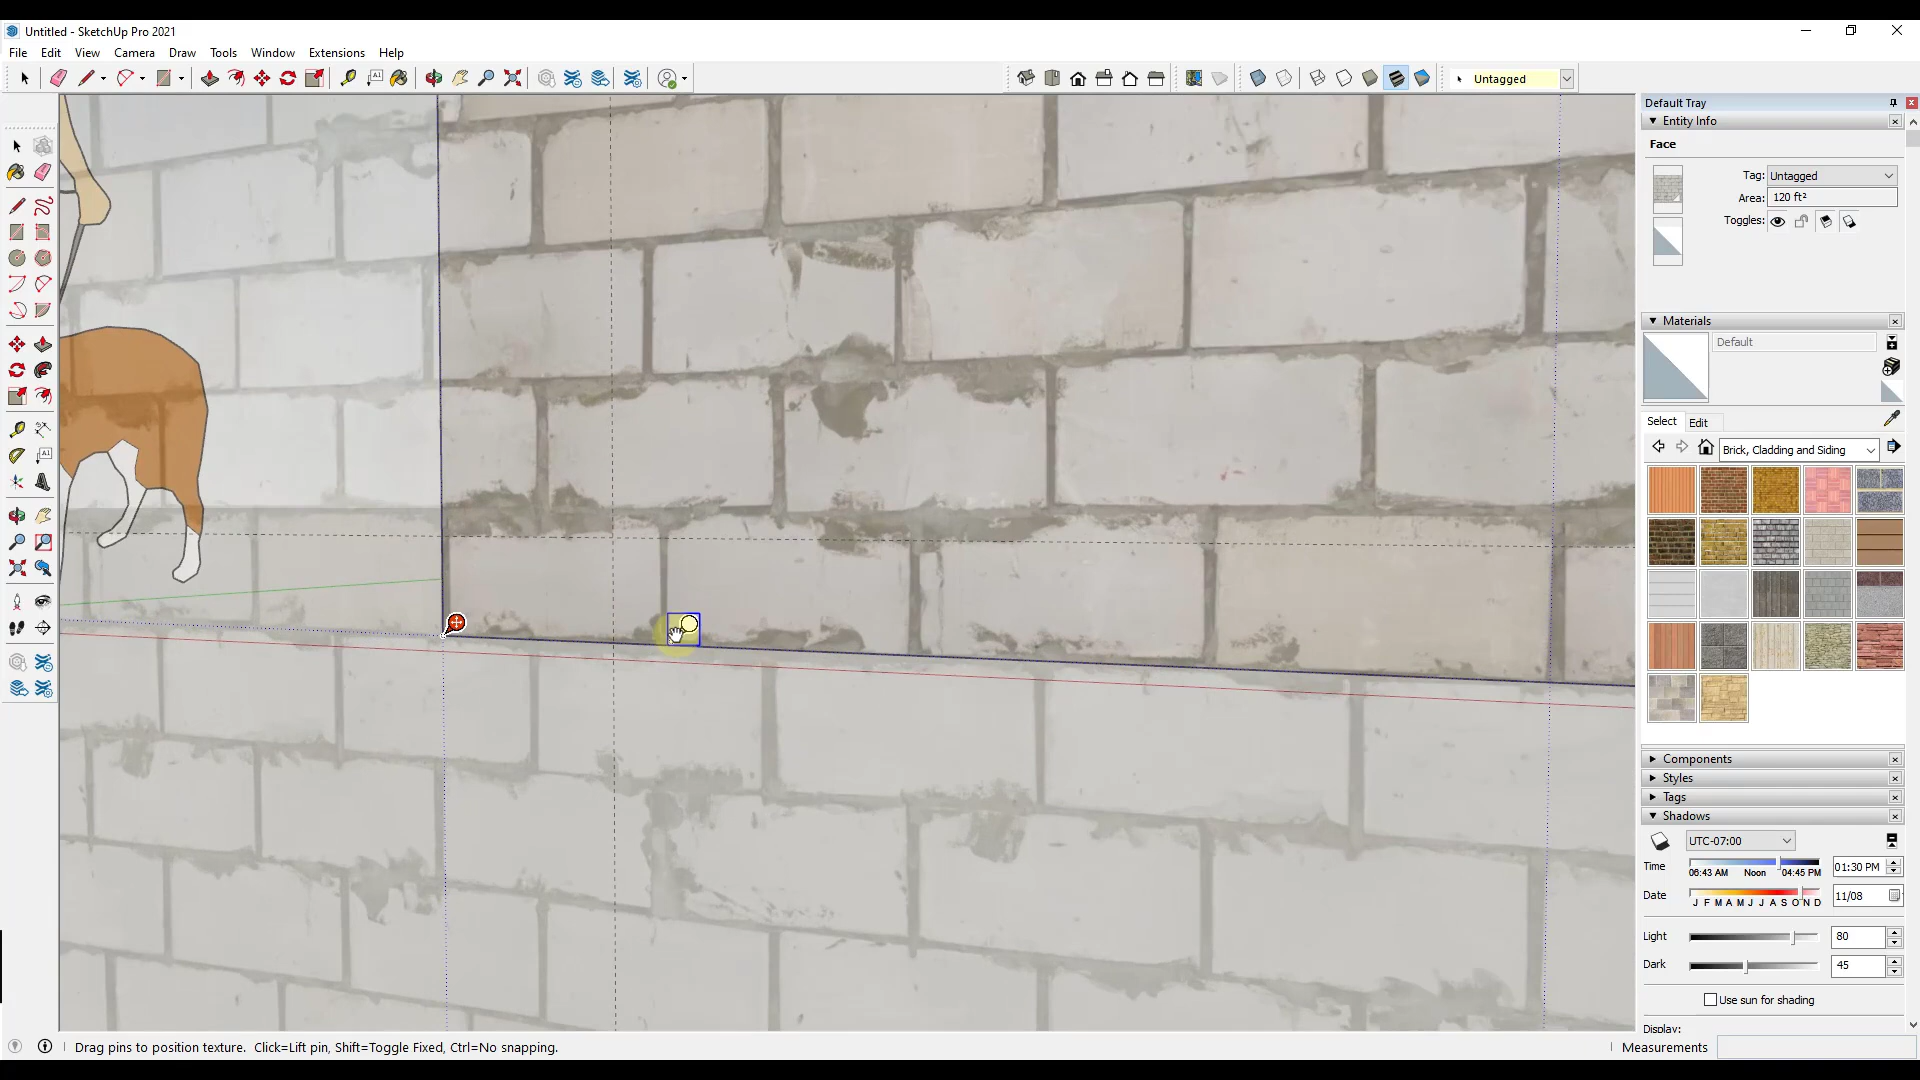 Untitled - SketchUp Pro 2021
File Edit View Camera Draw Tools Window Extensions Help
Untagged
Default Tray
Entity Info
Face
Tag: Untagged
Area: 120 ft²
Toggles:
Materials
Default
Select Edit
Brick, Cladding and Siding
Components
Styles
Tags
Shadows
UTC-07:00
Time 01:30 PM
06:43 AM Noon 04:45 PM
Date 11/08
J F M A M J J A S O N D
Light 80
Dark 45
Use sun for shading
Display:
Drag pins to position texture. Click=Lift pin, Shift=Toggle Fixed, Ctrl=No snapping.
Measurements